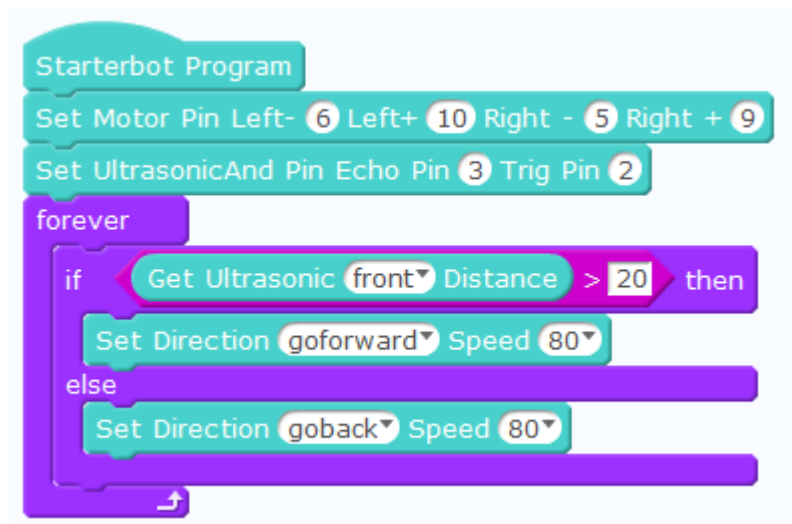 Starterbot Program
Set Motor Pin Left- 6 Left+ 10 Right - 5 Right + 9
Set UltrasonicAnd Pin Echo Pin 3 Trig Pin 2
forever
if Get Ultrasonic front Distance > 20 then
Set Direction goforward Speed 80
else
Set Direction goback Speed 80